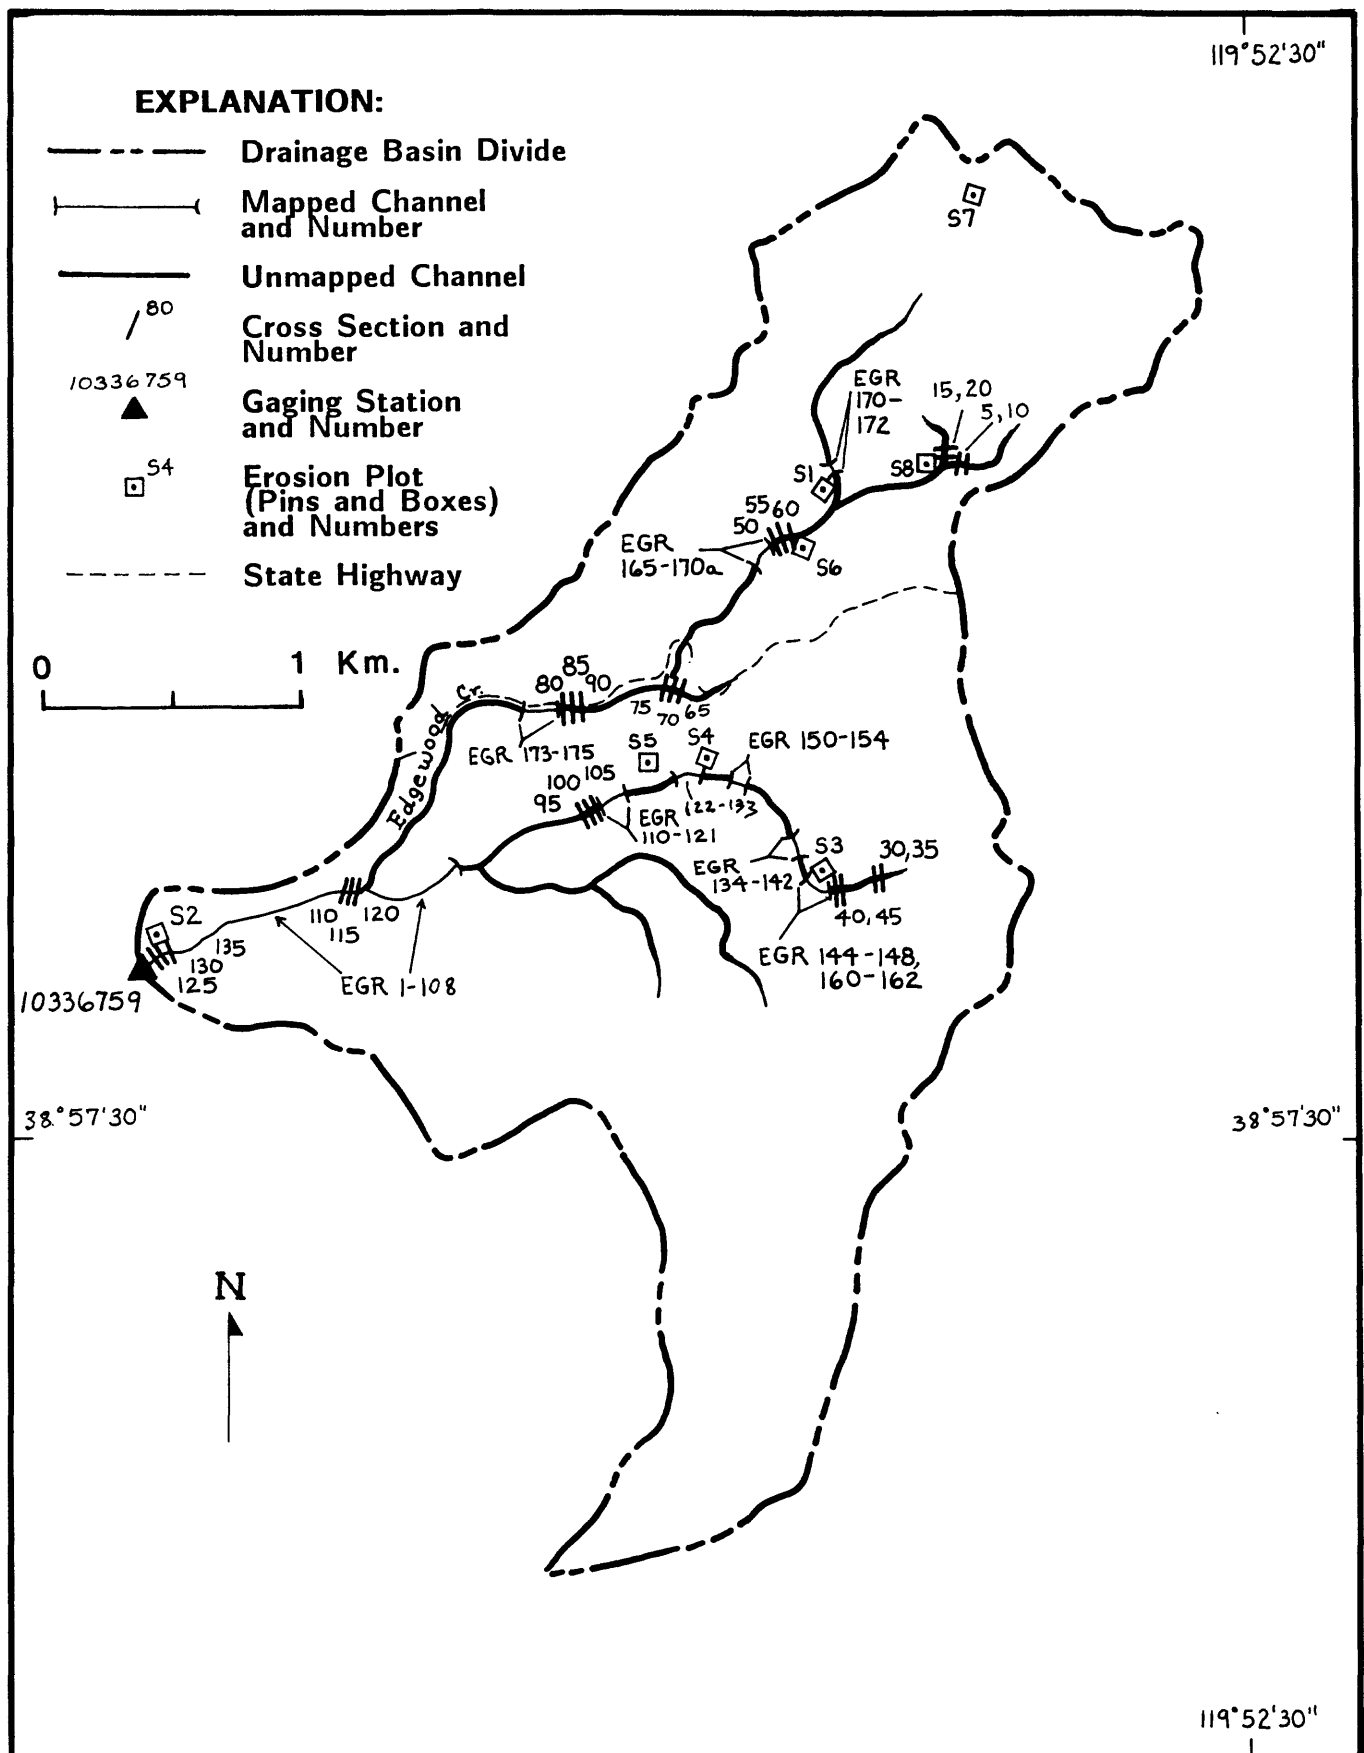 119°52'30"
EXPLANATION:
Drainage Basin Divide
Mapped Channel
and Number
Unmapped Channel
80
Cross Section and
Number
10336759
Gaging Station
and Number
S4
Erosion Plot
(Pins and Boxes)
and Numbers
State Highway
0 1 Km.
S7
EGR
170-
172
15,20
5,10
S8
S1
55 60
50
EGR
165-170a
S6
85
80 90
75 70 65
Edgewood Cr.
EGR 173-175
S5
S4
EGR 150-154
100 105
95
122-133
EGR
110-121
EGR
134-142
S3
30,35
40,45
EGR 144-148,
160-162
110 120
115
S2
135
130
125
EGR 1-108
10336759
38°57'30"
38°57'30"
N
119°52'30"